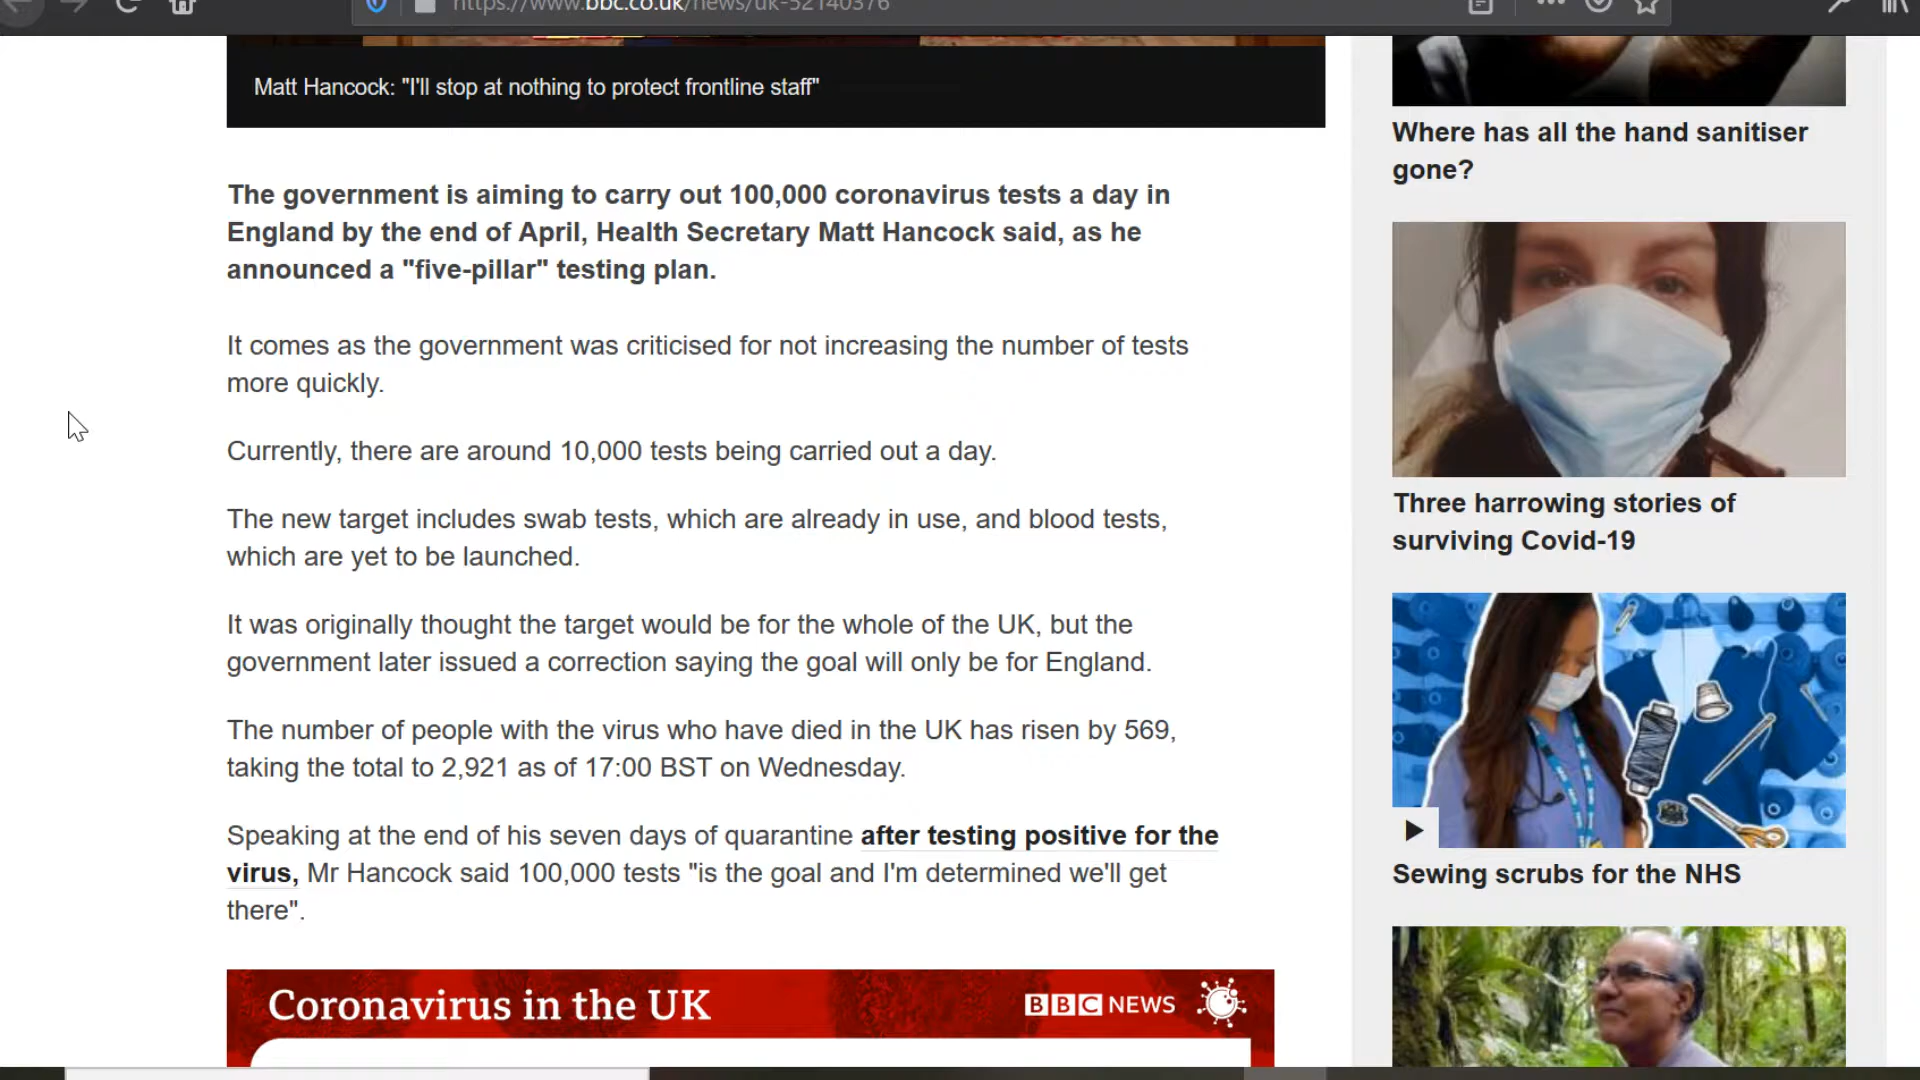 https://www.bbc.co.uk/news/uk-52140376
Matt Hancock: "I'll stop at nothing to protect frontline staff"
The government is aiming to carry out 100,000 coronavirus tests a day in
England by the end of April, Health Secretary Matt Hancock said, as he
announced a "five-pillar" testing plan.
It comes as the government was criticised for not increasing the number of tests
more quickly.
Currently, there are around 10,000 tests being carried out a day.
The new target includes swab tests, which are already in use, and blood tests,
which are yet to be launched.
It was originally thought the target would be for the whole of the UK, but the
government later issued a correction saying the goal will only be for England.
The number of people with the virus who have died in the UK has risen by 569,
taking the total to 2,921 as of 17:00 BST on Wednesday.
Speaking at the end of his seven days of quarantine after testing positive for the
virus, Mr Hancock said 100,000 tests "is the goal and I'm determined we'll get
there".
Coronavirus in the UK
BBC NEWS
Where has all the hand sanitiser
gone?
Three harrowing stories of
surviving Covid-19
Sewing scrubs for the NHS